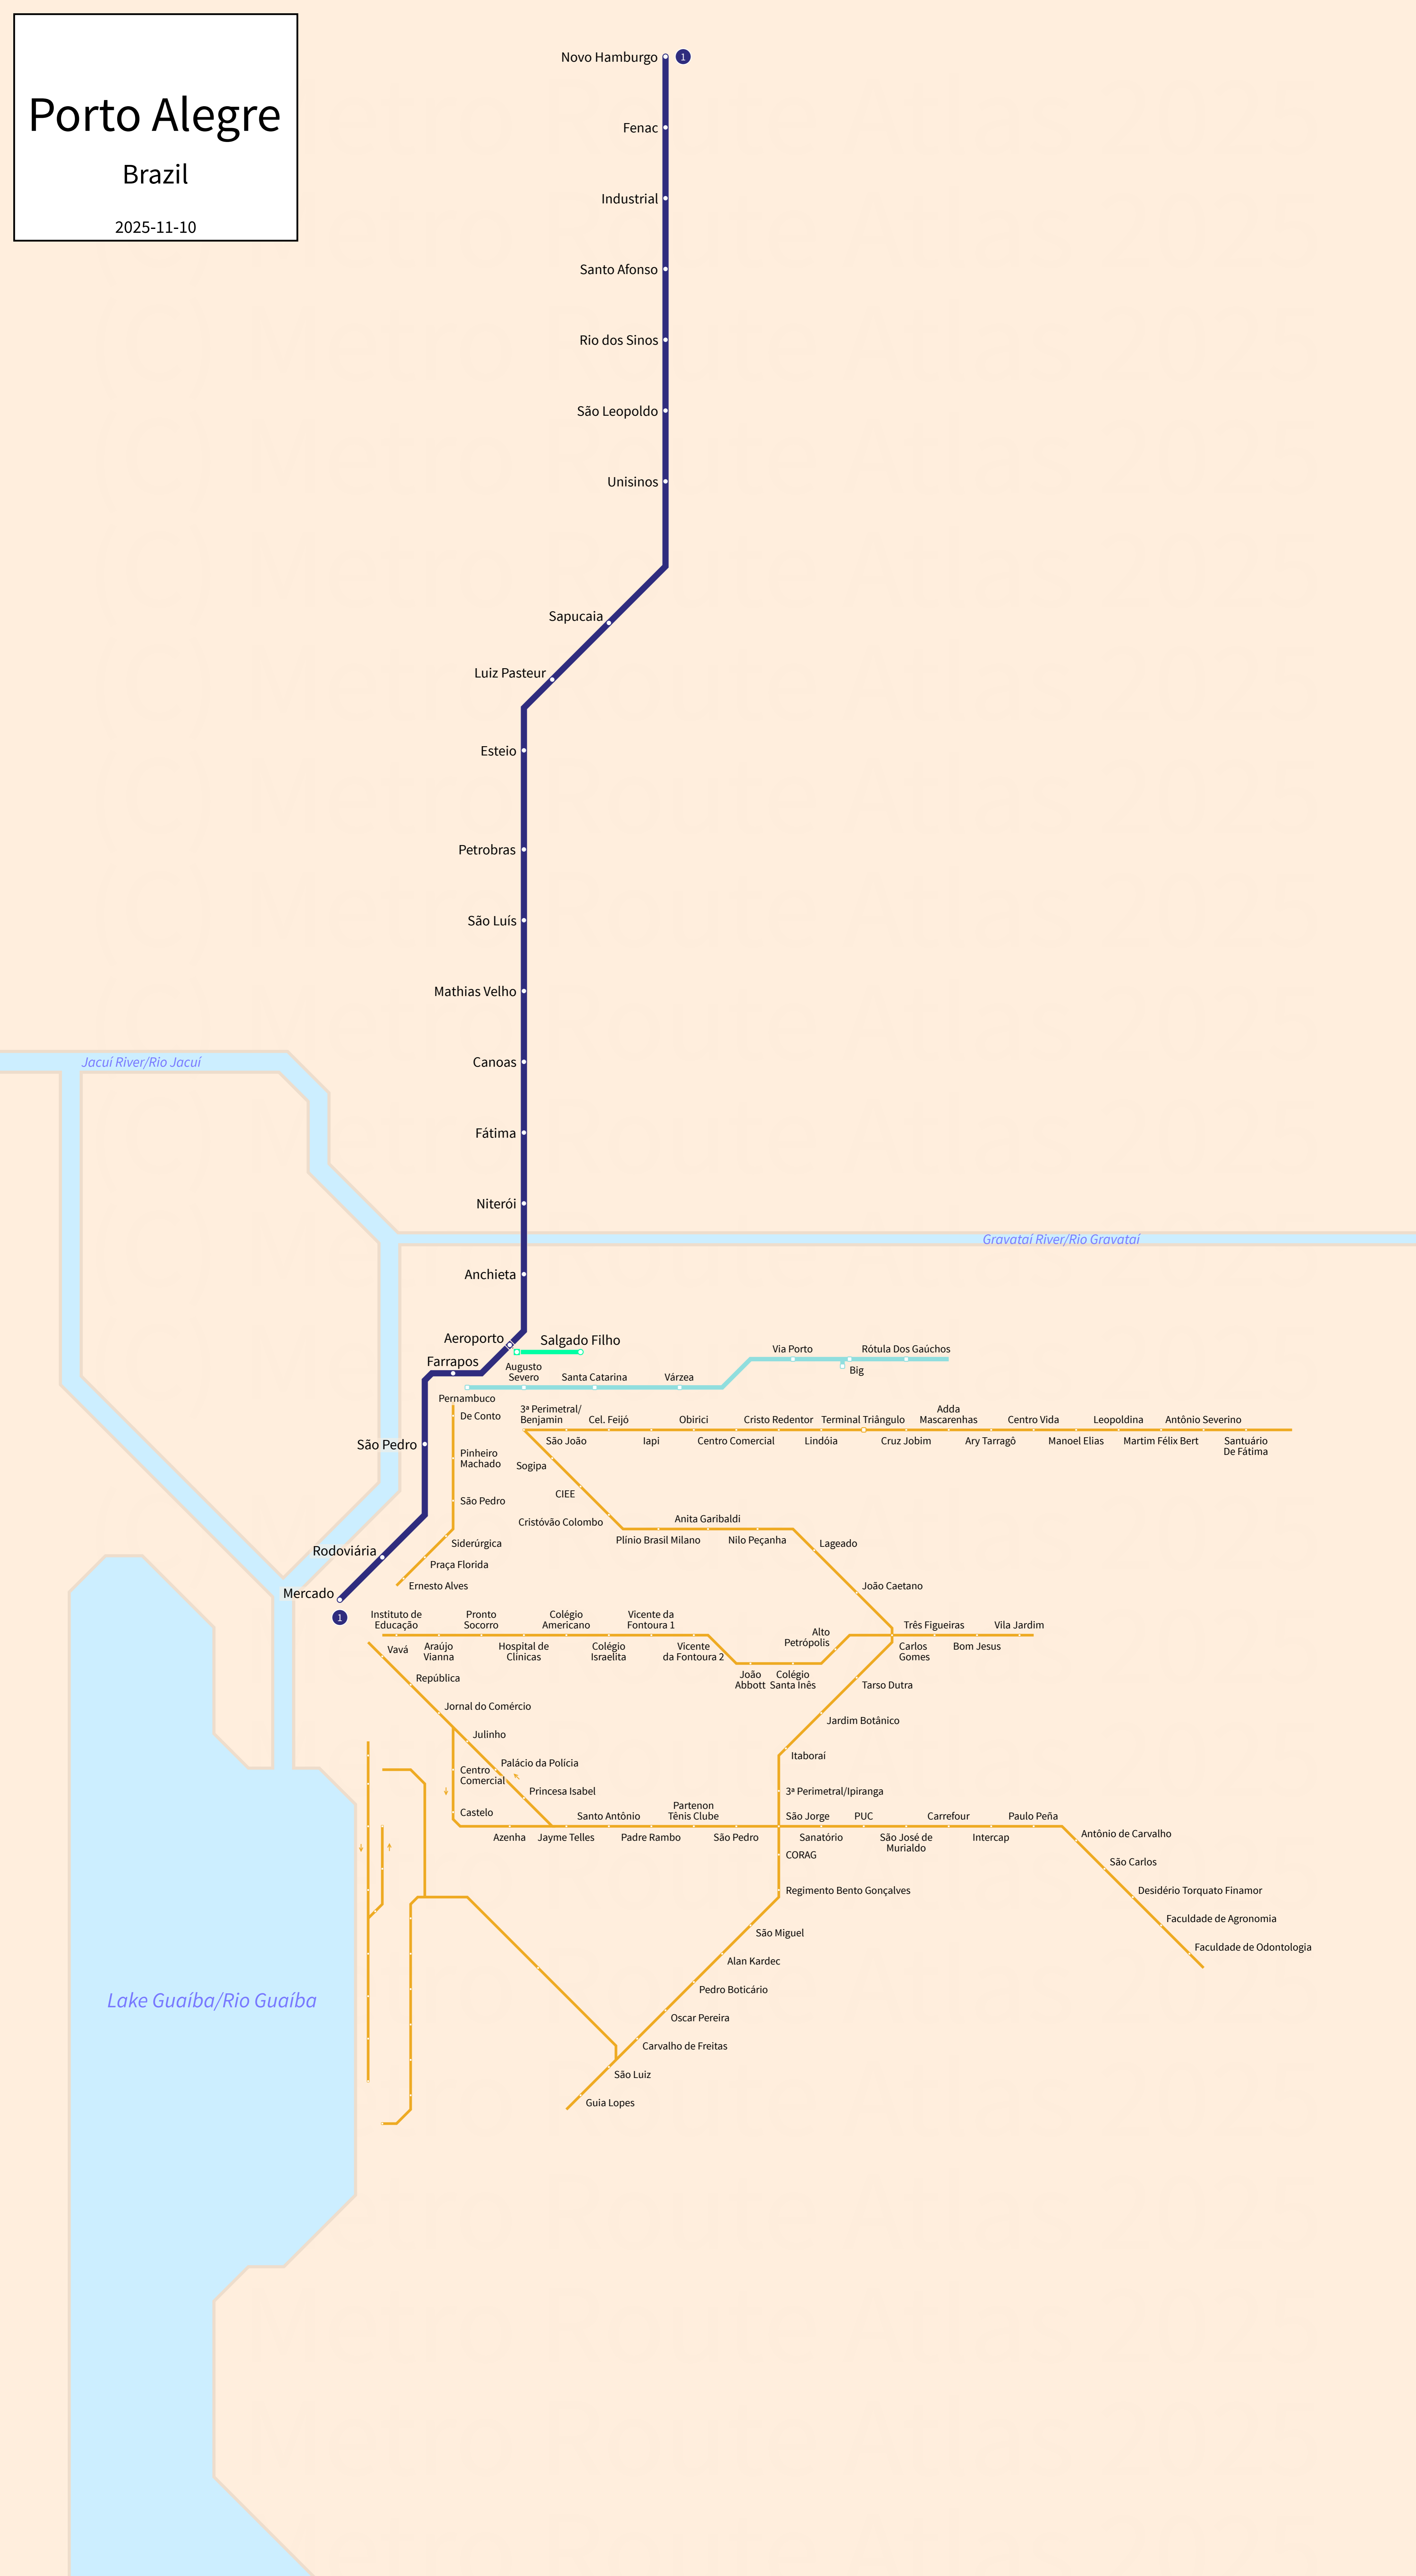 Porto Alegre
Brazil
2025-11-10
Novo Hamburgo
1
Fenac
Industrial
Santo Afonso
Rio dos Sinos
São Leopoldo
Unisinos
Sapucaia
Luiz Pasteur
Esteio
Petrobras
São Luís
Mathias Velho
Canoas
Jacuí River/Rio Jacuí
Fátima
Niterói
Gravataí River/Rio Gravataí
Anchieta
Aeroporto
Salgado Filho
Farrapos
Augusto
Severo
Santa Catarina
Várzea
Via Porto
Big
Rótula Dos Gaúchos
Pernambuco
De Conto
Pinheiro
Machado
São Pedro
São Pedro
Siderúrgica
Praça Florida
Ernesto Alves
Rodoviária
Mercado
1
3ª Perimetral/
Benjamin
São João
Cel. Feijó
Iapi
Obirici
Centro Comercial
Cristo Redentor
Lindóia
Terminal Triângulo
Cruz Jobim
Adda
Mascarenhas
Ary Tarragô
Centro Vida
Manoel Elias
Leopoldina
Martim Félix Bert
Antônio Severino
Santuário
De Fátima
Sogipa
CIEE
Cristóvão Colombo
Plínio Brasil Milano
Anita Garibaldi
Nilo Peçanha
Lageado
João Caetano
Instituto de
Educação
Araújo
Vianna
Pronto
Socorro
Hospital de
Clínicas
Colégio
Americano
Colégio
Israelita
Vicente da
Fontoura 1
Vicente
da Fontoura 2
João
Abbott
Colégio
Santa Inês
Alto
Petrópolis
Carlos
Gomes
Três Figueiras
Bom Jesus
Vila Jardim
Vavá
República
Jornal do Comércio
Julinho
Palácio da Polícia
Princesa Isabel
Centro
Comercial
Castelo
Tarso Dutra
Jardim Botânico
Itaboraí
3ª Perimetral/Ipiranga
Azenha
Jayme Telles
Santo Antônio
Padre Rambo
Partenon
Tênis Clube
São Pedro
São Jorge
Sanatório
PUC
São José de
Murialdo
Carrefour
Intercap
Paulo Peña
Antônio de Carvalho
São Carlos
Desidério Torquato Finamor
Faculdade de Agronomia
Faculdade de Odontologia
CORAG
Regimento Bento Gonçalves
São Miguel
Alan Kardec
Pedro Boticário
Oscar Pereira
Carvalho de Freitas
São Luiz
Guia Lopes
Lake Guaíba/Rio Guaíba